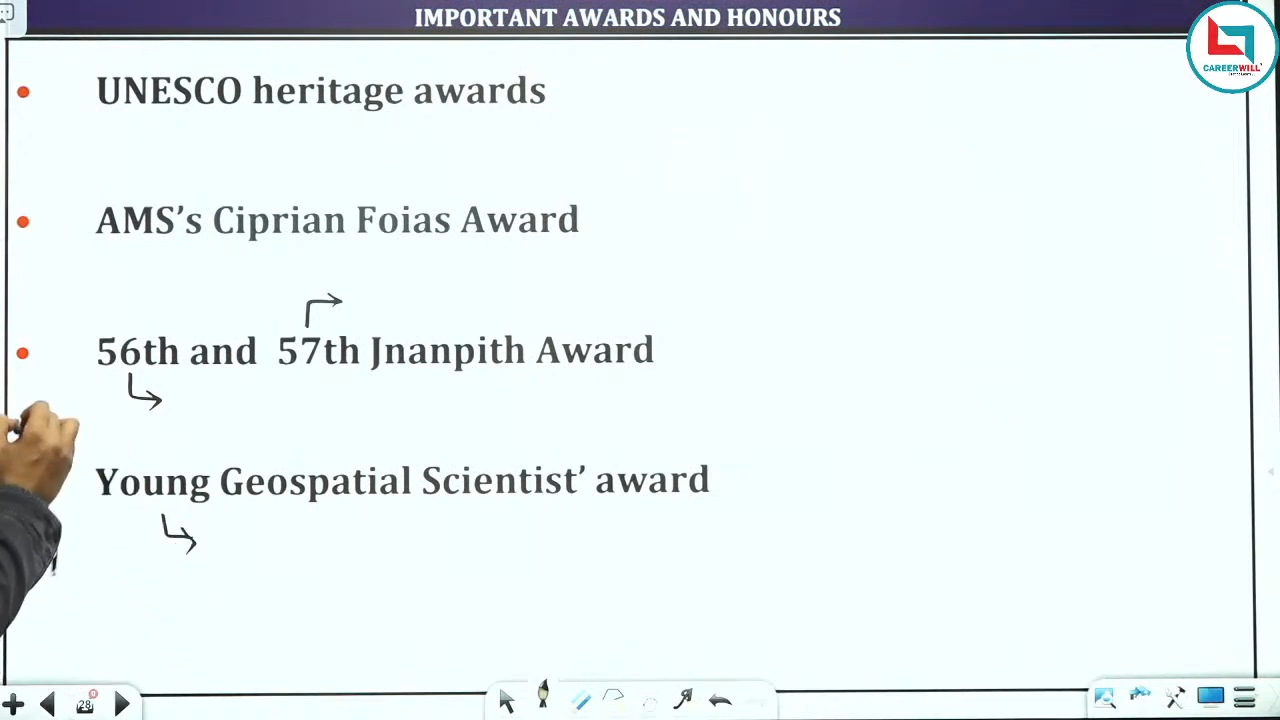 IMPORTANT AWARDS AND HONOURS
CAREERWILL
UNESCO heritage awards
AMS’s Ciprian Foias Award
56th and 57th Jnanpith Award
Young Geospatial Scientist’ award
28